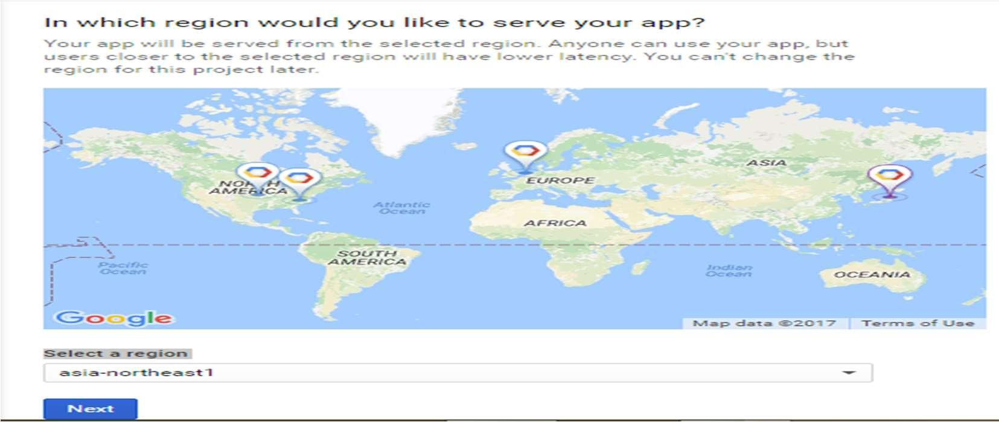 In which region would you like to serve your app?
Your app will be served from the selected region. Anyone can use your app, but
users closer to the selected region will have lower latency. You can't change the
region for this project later.
ASIA
NORTH
AMERICA
EUROPE
Atlantic
Ocean
AFRICA
SOUTH
AMERICA
Pacific
Ocean
Indian
Ocean
OCEANIA
Google
Map data ©2017
Terms of Use
Select a region
asia-northeast1
Next